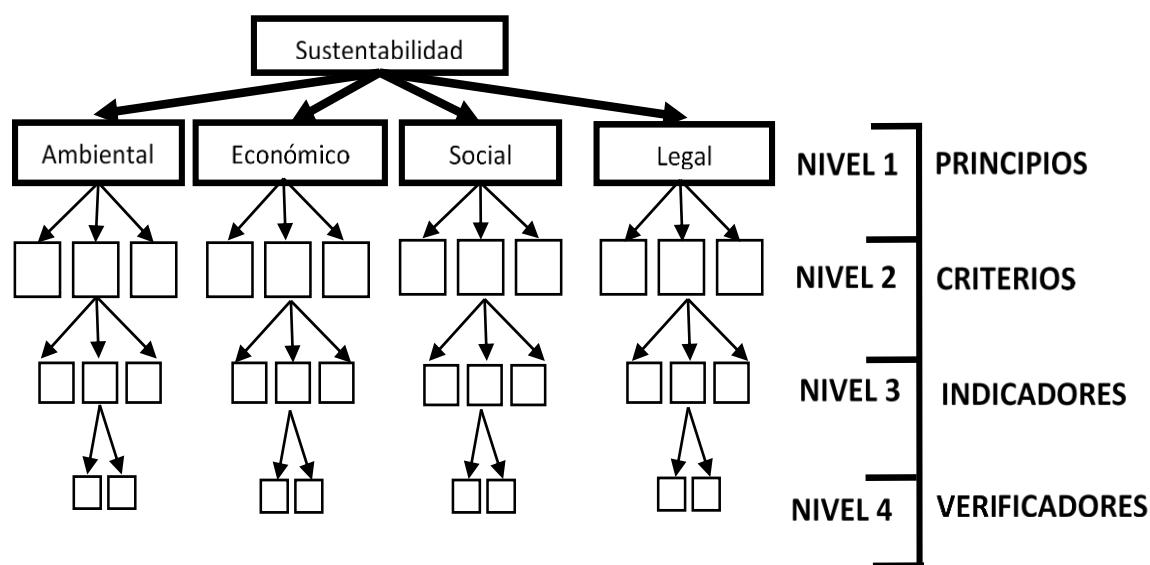 Sustentabilidad
Ambiental
Económico
Social
Legal
NIVEL 1
PRINCIPIOS
NIVEL 2
CRITERIOS
NIVEL 3
INDICADORES
NIVEL 4
VERIFICADORES